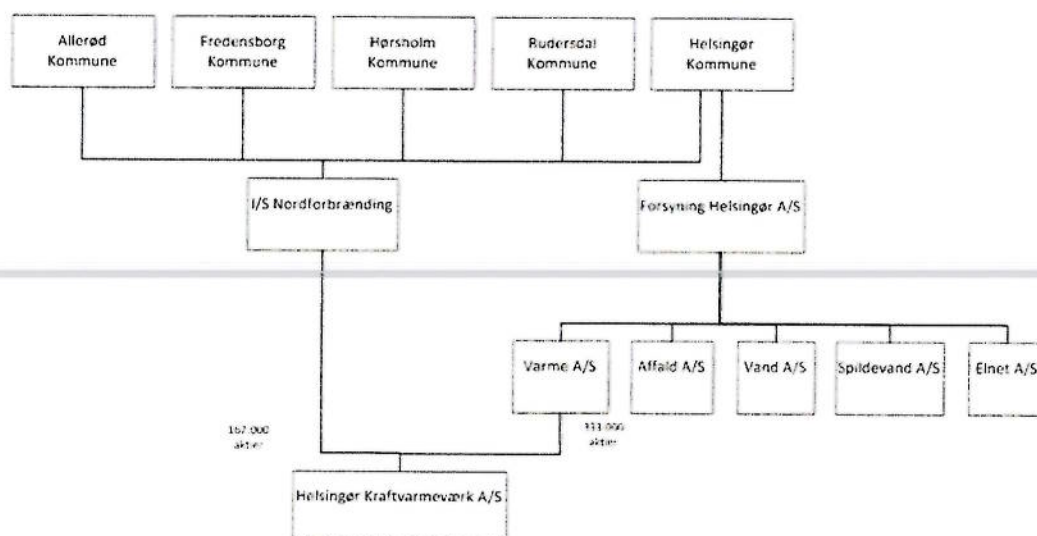 Allerød
Kommune
Fredensborg
Kommune
Hørsholm
Kommune
Rudersdal
Kommune
Helsingør
Kommune
I/S Nordforbrænding
Forsyning Helsingør A/S
Varme A/S
Affald A/S
Vand A/S
Spildevand A/S
Elnet A/S
167.000
aktier
333.000
aktier
Helsingør Kraftvarmeværk A/S